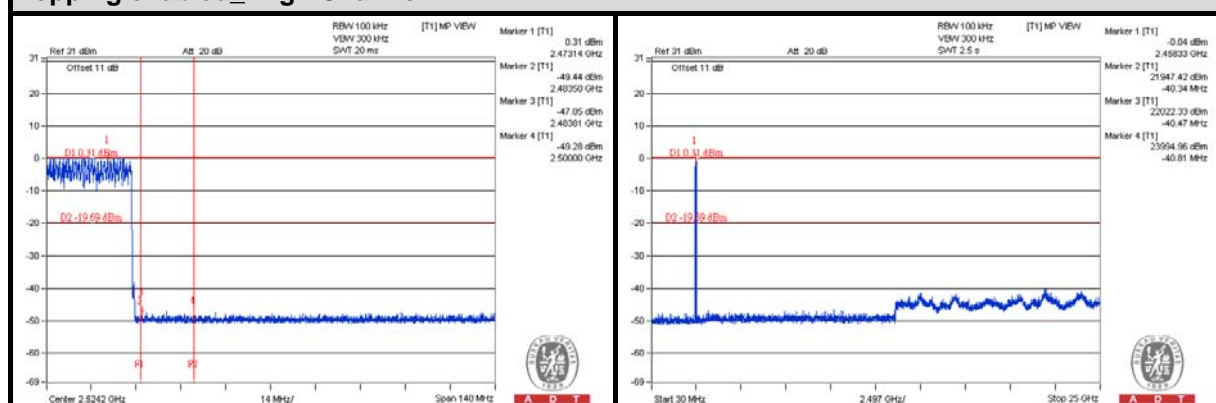 RBW 100 kHz
VBW 300 kHz
SWT 20 ms
[T1] MP VIEW
Ref 31 dBm
Att 20 dB
Offset 11 dB
Marker 1 [T1]
0.31 dBm
2.47314 GHz
Marker 2 [T1]
-49.44 dBm
2.48350 GHz
Marker 3 [T1]
-47.05 dBm
2.48381 GHz
Marker 4 [T1]
-49.28 dBm
2.50000 GHz
31
20
10
0
-10
-20
-30
-40
-50
-60
-69
1
D1 0.31 dBm
D2 -19.69 dBm
F1
F2
Center 2.5242 GHz
14 MHz/
Span 140 MHz
A D T
RBW 100 kHz
VBW 300 kHz
SWT 2.5 s
[T1] MP VIEW
Ref 31 dBm
Att 20 dB
Offset 11 dB
Marker 1 [T1]
-0.04 dBm
2.45833 GHz
Marker 2 [T1]
21947.42 dBm
-40.34 MHz
Marker 3 [T1]
22022.33 dBm
-40.47 MHz
Marker 4 [T1]
23994.96 dBm
-40.81 MHz
31
20
10
0
-10
-20
-30
-40
-50
-60
-69
1
D1 0.31 dBm
D2 -19.69 dBm
Start 30 MHz
2.497 GHz/
Stop 25 GHz
A D T